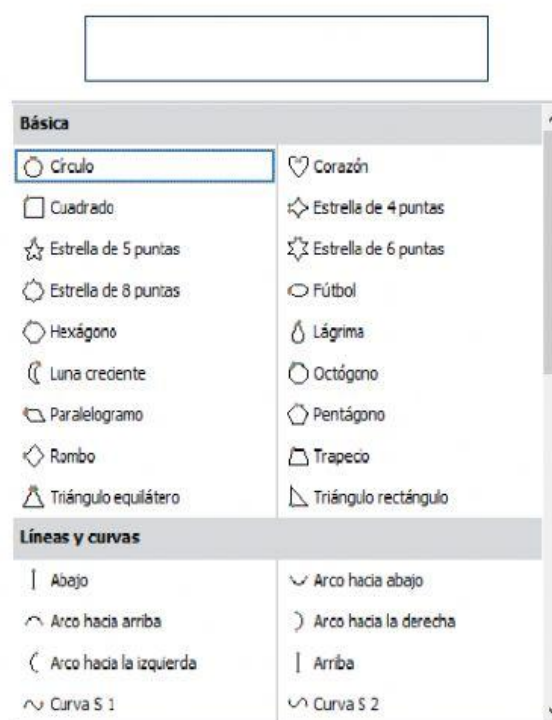 Básica
Círculo
Corazón
Cuadrado
Estrella de 4 puntas
Estrella de 5 puntas
Estrella de 6 puntas
Estrella de 8 puntas
Fútbol
Hexágono
Lágrima
Luna creciente
Octógono
Paralelogramo
Pentágono
Rombo
Trapecio
Triángulo equilátero
Triángulo rectángulo
Líneas y curvas
Abajo
Arco hacia abajo
Arco hacia arriba
Arco hacia la derecha
Arco hacia la izquierda
Arriba
Curva S 1
Curva S 2